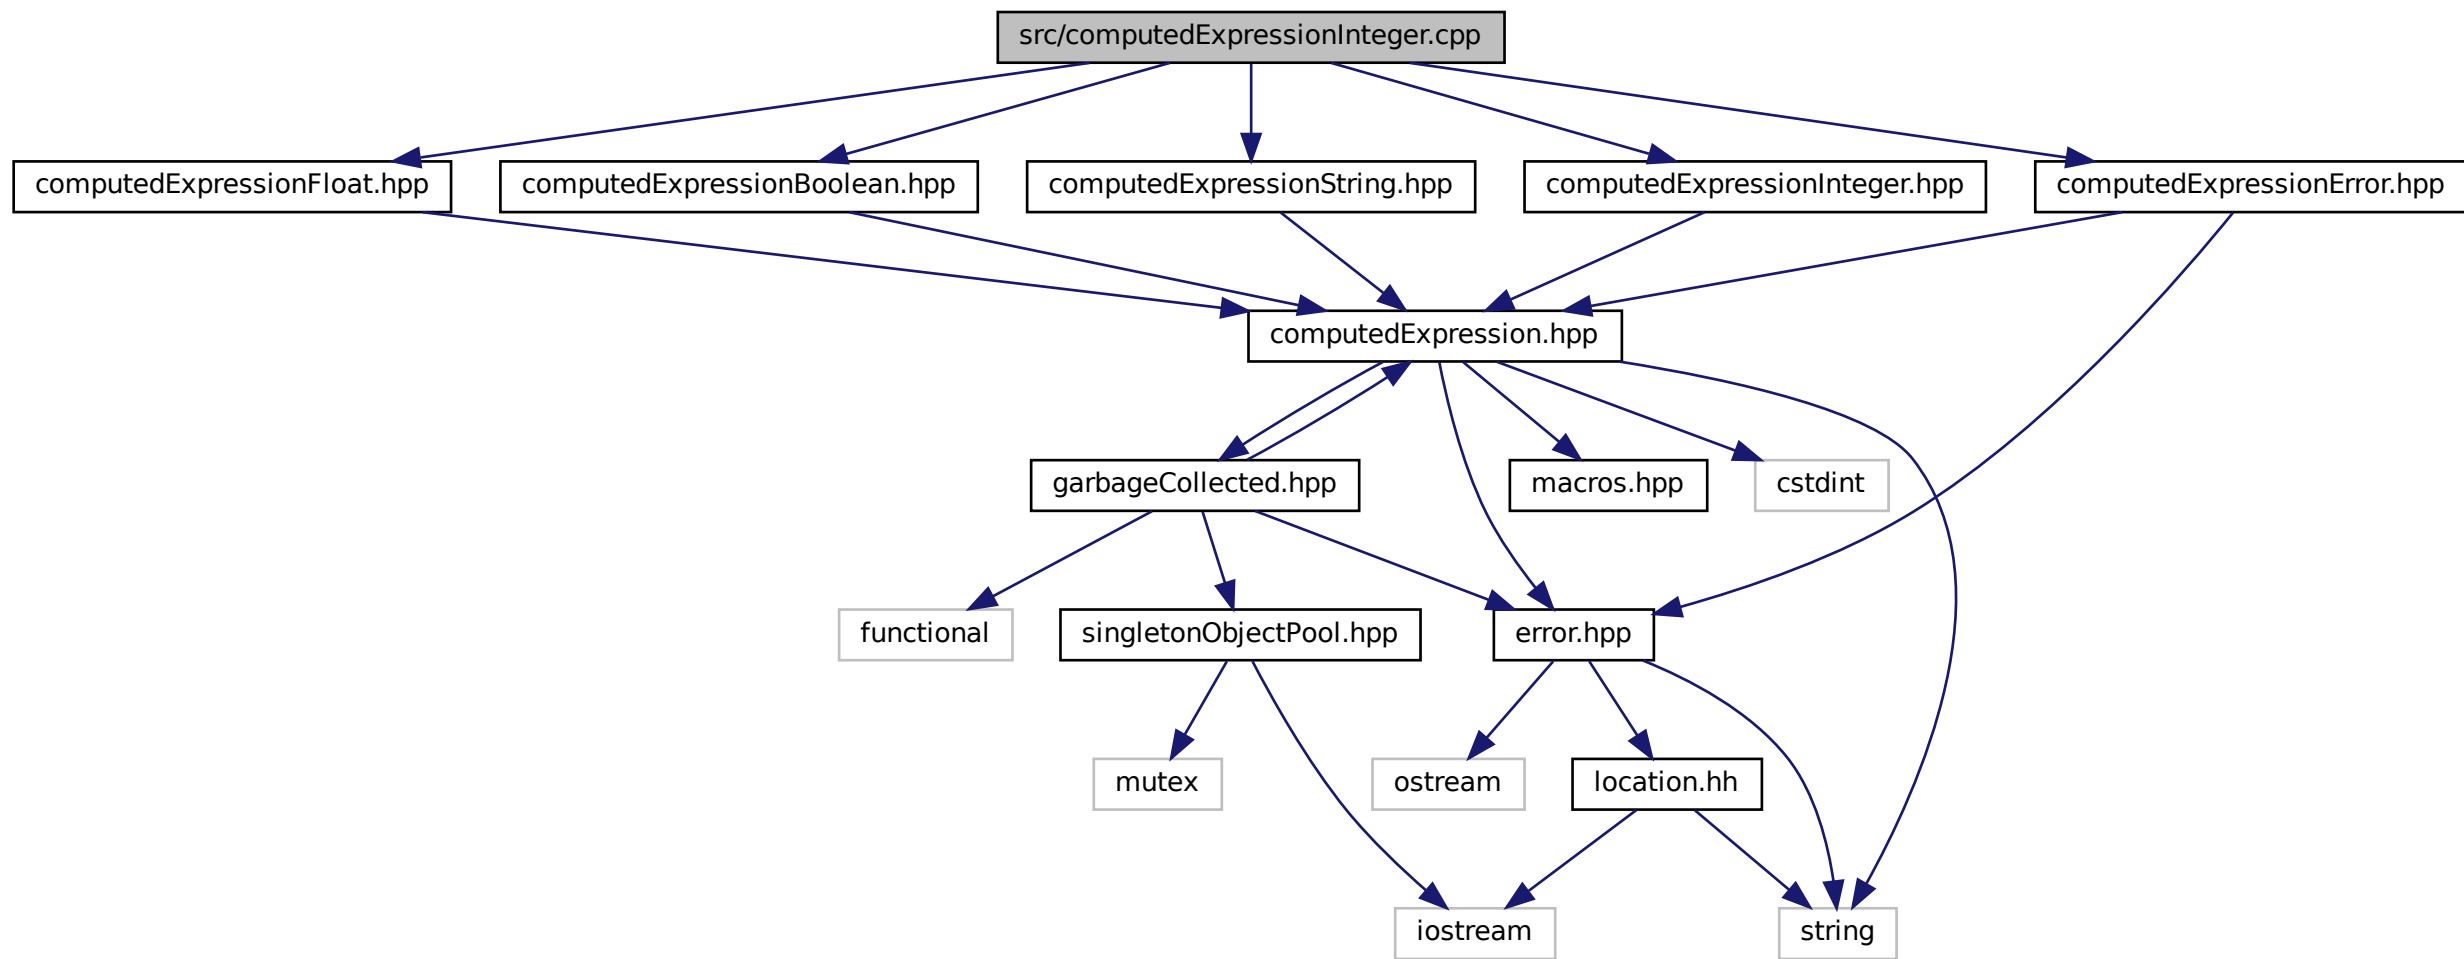 src/computedExpressionInteger.cpp
computedExpressionFloat.hpp
computedExpressionBoolean.hpp
computedExpressionString.hpp
computedExpressionInteger.hpp
computedExpressionError.hpp
computedExpression.hpp
garbageCollected.hpp
macros.hpp
cstdint
functional
singletonObjectPool.hpp
error.hpp
mutex
ostream
location.hh
iostream
string